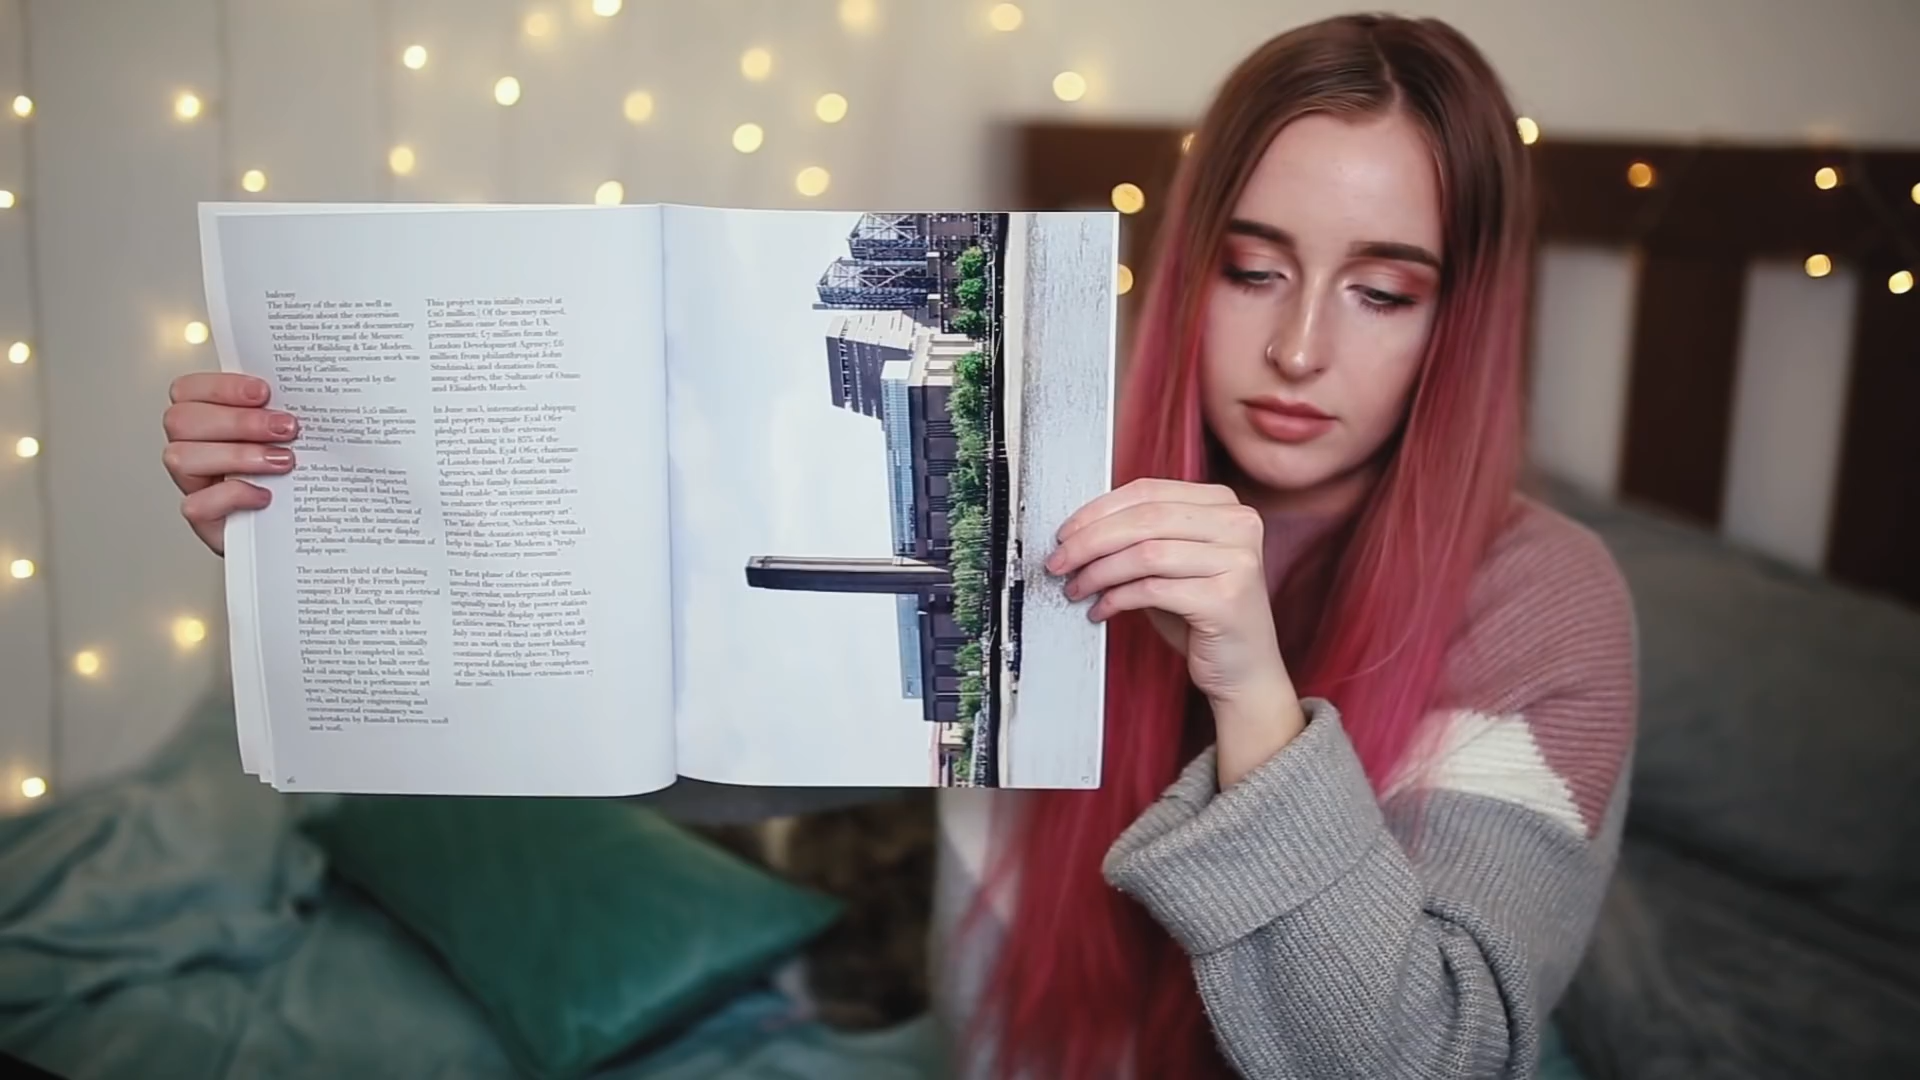 balcony
The history of the site as well as
information about the conversion
was the basis for a 2008 documentary
Architects Herzog and de Meuron:
Alchemy of Building & Tate Modern.
This challenging conversion work was
carried by Carillion.
Tate Modern was opened by the
Queen on 11 May 2000.
Tate Modern received 5.25 million
in its first year. The previous
the three existing Tate galleries
received 2.5 million visitors
combined.
Tate Modern had attracted more
visitors than originally expected
and plans to expand it had been
in preparation since 2004. These
plans focused on the south west of
the building with the intention of
providing 5,000m2 of new display
space, almost doubling the amount of
display space.
The southern third of the building
was retained by the French power
company EDF Energy as an electrical
substation. In 2006, the company
released the western half of this
holding and plans were made to
replace the structure with a tower
extension to the museum, initially
planned to be completed in 2015.
The tower was to be built over the
old oil storage tanks, which would
be converted to a performance art
space. Structural, geotechnical,
civil, and façade engineering and
environmental consultancy was
undertaken by Ramboll between 2008
and 2016.
This project was initially costed at
£215 million.] Of the money raised,
£50 million came from the UK
government; £7 million from the
London Development Agency; £6
million from philanthropist John
Studzinski; and donations from,
among others, the Sultanate of Oman
and Elisabeth Murdoch.
In June 2013, international shipping
and property magnate Eyal Ofer
pledged £10m to the extension
project, making it to 85% of the
required funds. Eyal Ofer, chairman
of London-based Zodiac Maritime
Agencies, said the donation made
through his family foundation
would enable "an iconic institution
to enhance the experience and
accessibility of contemporary art".
The Tate director, Nicholas Serota,
praised the donation saying it would
help to make Tate Modern a "truly
twenty-first-century museum".
The first phase of the expansion
involved the conversion of three
large, circular, underground oil tanks
originally used by the power station
into accessible display spaces and
facilities areas. These opened on 18
July 2012 and closed on 28 October
2012 as work on the tower building
continued directly above. They
reopened following the completion
of the Switch House extension on 17
June 2016.